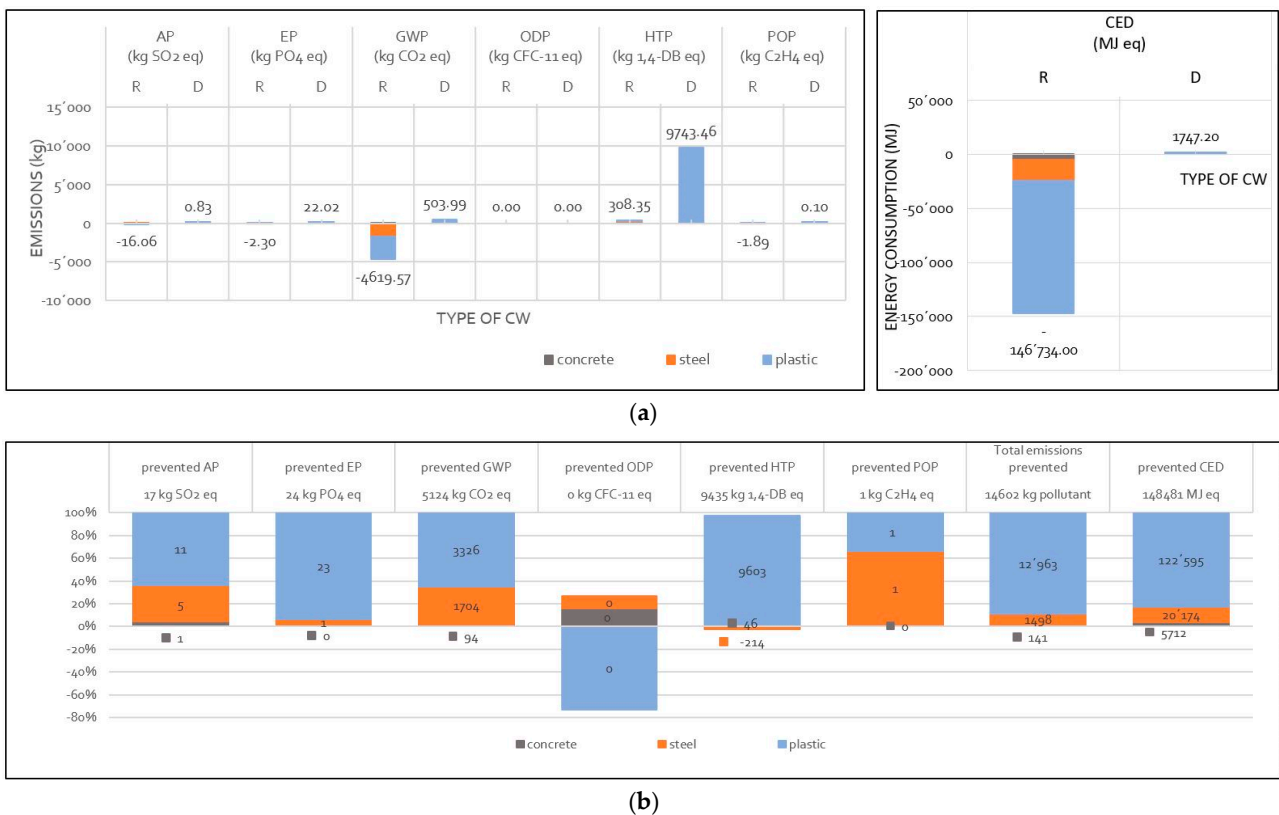 AP EP GWP ODP HTP POP
(kg SO2 eq) (kg PO4 eq) (kg CO2 eq) (kg CFC-11 eq) (kg 1,4-DB eq) (kg C2H4 eq)
R D R D R D R D R D R D
EMISSIONS (kg)
15´000
10´000
5´000
0
-5´000
-10´000
-16.06 0.83 -2.30 22.02 -4619.57 503.99 0.00 0.00 308.35 9743.46 -1.89 0.10
TYPE OF CW
concrete steel plastic
CED
(MJ eq)
R D
ENERGY CONSUMPTION (MJ)
50´000
0
-50´000
-100´000
-150´000
-200´000
1747.20
TYPE OF CW
-
146´734.00
(a)
prevented AP prevented EP prevented GWP prevented ODP prevented HTP prevented POP Total emissions prevented prevented CED
17 kg SO2 eq 24 kg PO4 eq 5124 kg CO2 eq 0 kg CFC-11 eq 9435 kg 1,4-DB eq 1 kg C2H4 eq 14602 kg pollutant 148481 MJ eq
100%
80%
60%
40%
20%
0%
-20%
-40%
-60%
-80%
11 23 3326 0 9603 1 12´963 122´595
5 1 1704 0 -214 1 1498 20´174
1 0 94 0 46 0 141 5712
concrete steel plastic
(b)